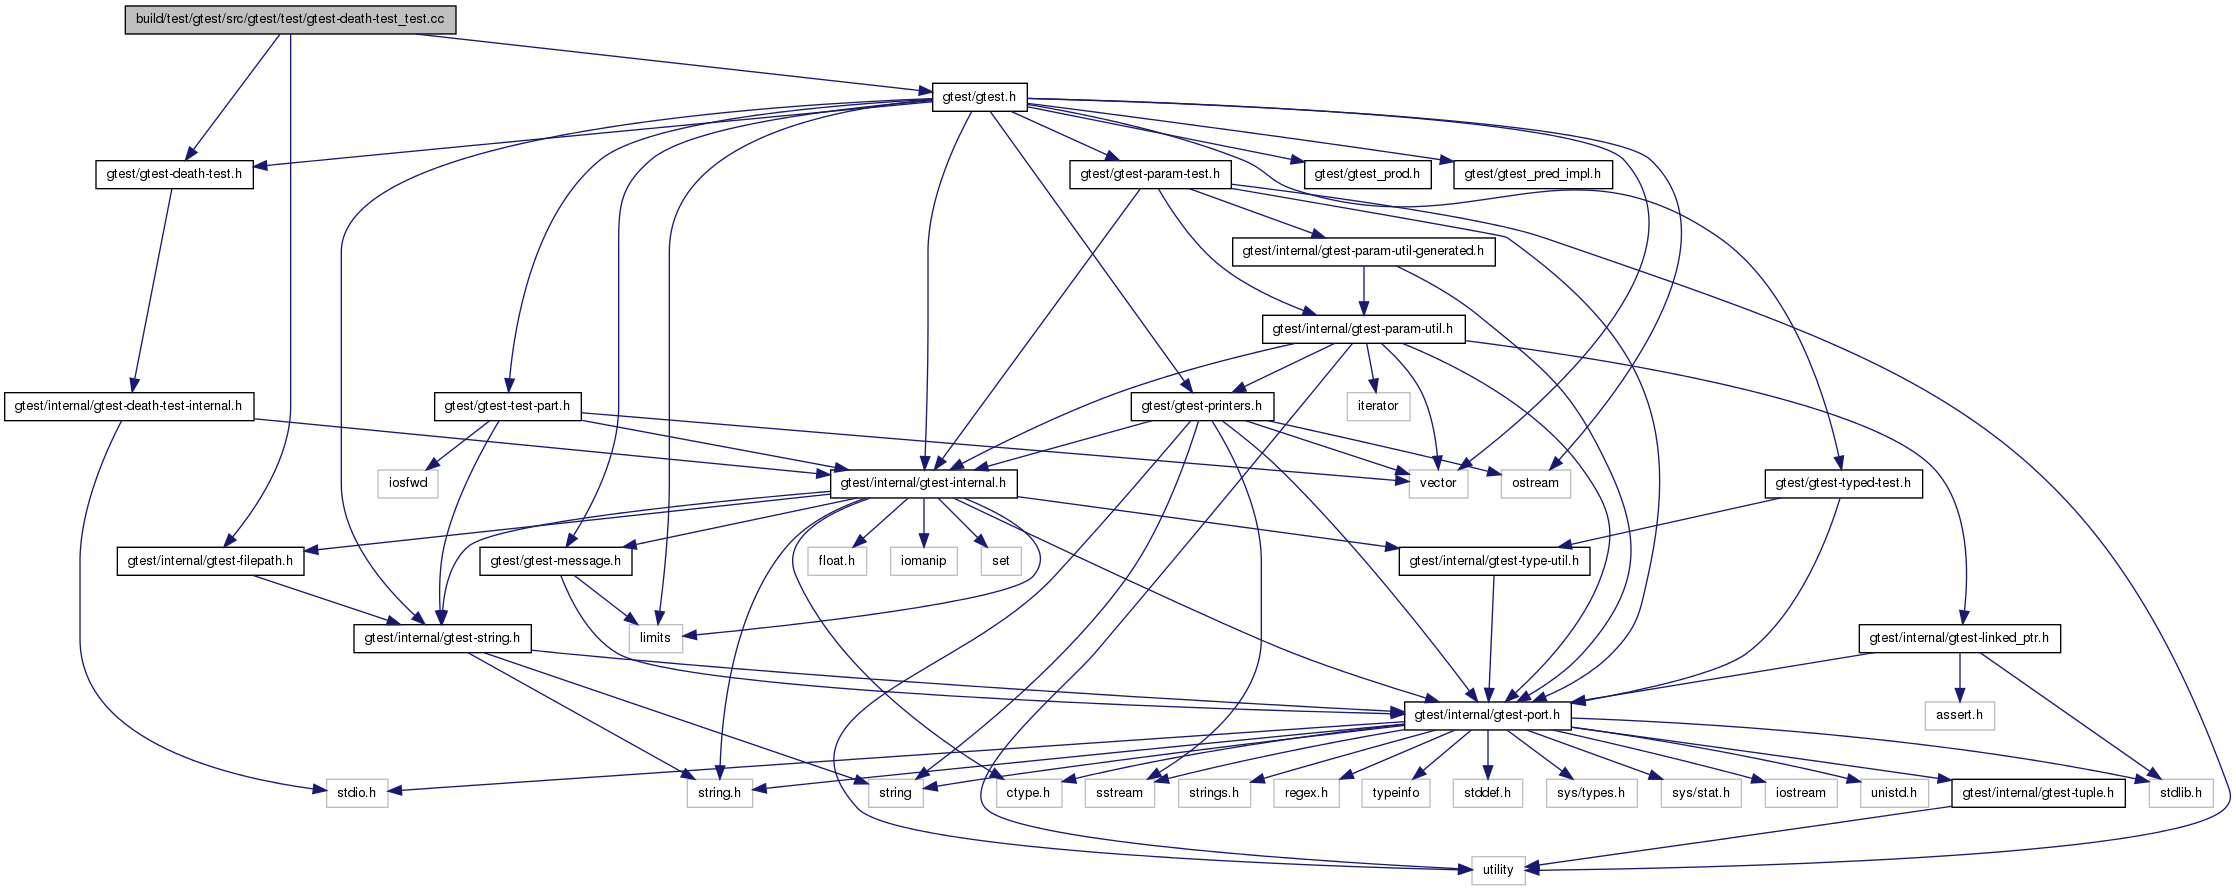 build/test/gtest/src/gtest/test/gtest-death-test_test.cc
gtest/gtest.h
gtest/gtest-death-test.h
gtest/gtest-param-test.h
gtest/gtest_prod.h
gtest/gtest_pred_impl.h
gtest/internal/gtest-param-util-generated.h
gtest/internal/gtest-param-util.h
gtest/internal/gtest-death-test-internal.h
gtest/gtest-test-part.h
gtest/gtest-printers.h
iterator
iosfwd
gtest/internal/gtest-internal.h
vector
ostream
gtest/gtest-typed-test.h
gtest/internal/gtest-filepath.h
gtest/gtest-message.h
float.h
iomanip
set
gtest/internal/gtest-type-util.h
gtest/internal/gtest-string.h
limits
gtest/internal/gtest-linked_ptr.h
gtest/internal/gtest-port.h
assert.h
stdio.h
string.h
string
ctype.h
sstream
strings.h
regex.h
typeinfo
stddef.h
sys/types.h
sys/stat.h
iostream
unistd.h
gtest/internal/gtest-tuple.h
stdlib.h
utility